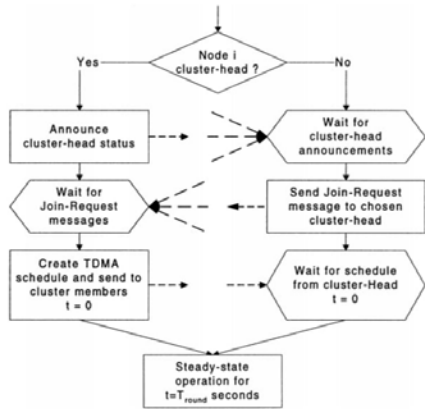 Node i
cluster-head ?
Yes
No
Announce
cluster-head status
Wait for
cluster-head
announcements
Wait for
Join-Request
messages
Send Join-Request
message to chosen
cluster-head
Create TDMA
schedule and send to
cluster members
t = 0
Wait for schedule
from cluster-Head
t = 0
Steady-state
operation for
t=Tround seconds